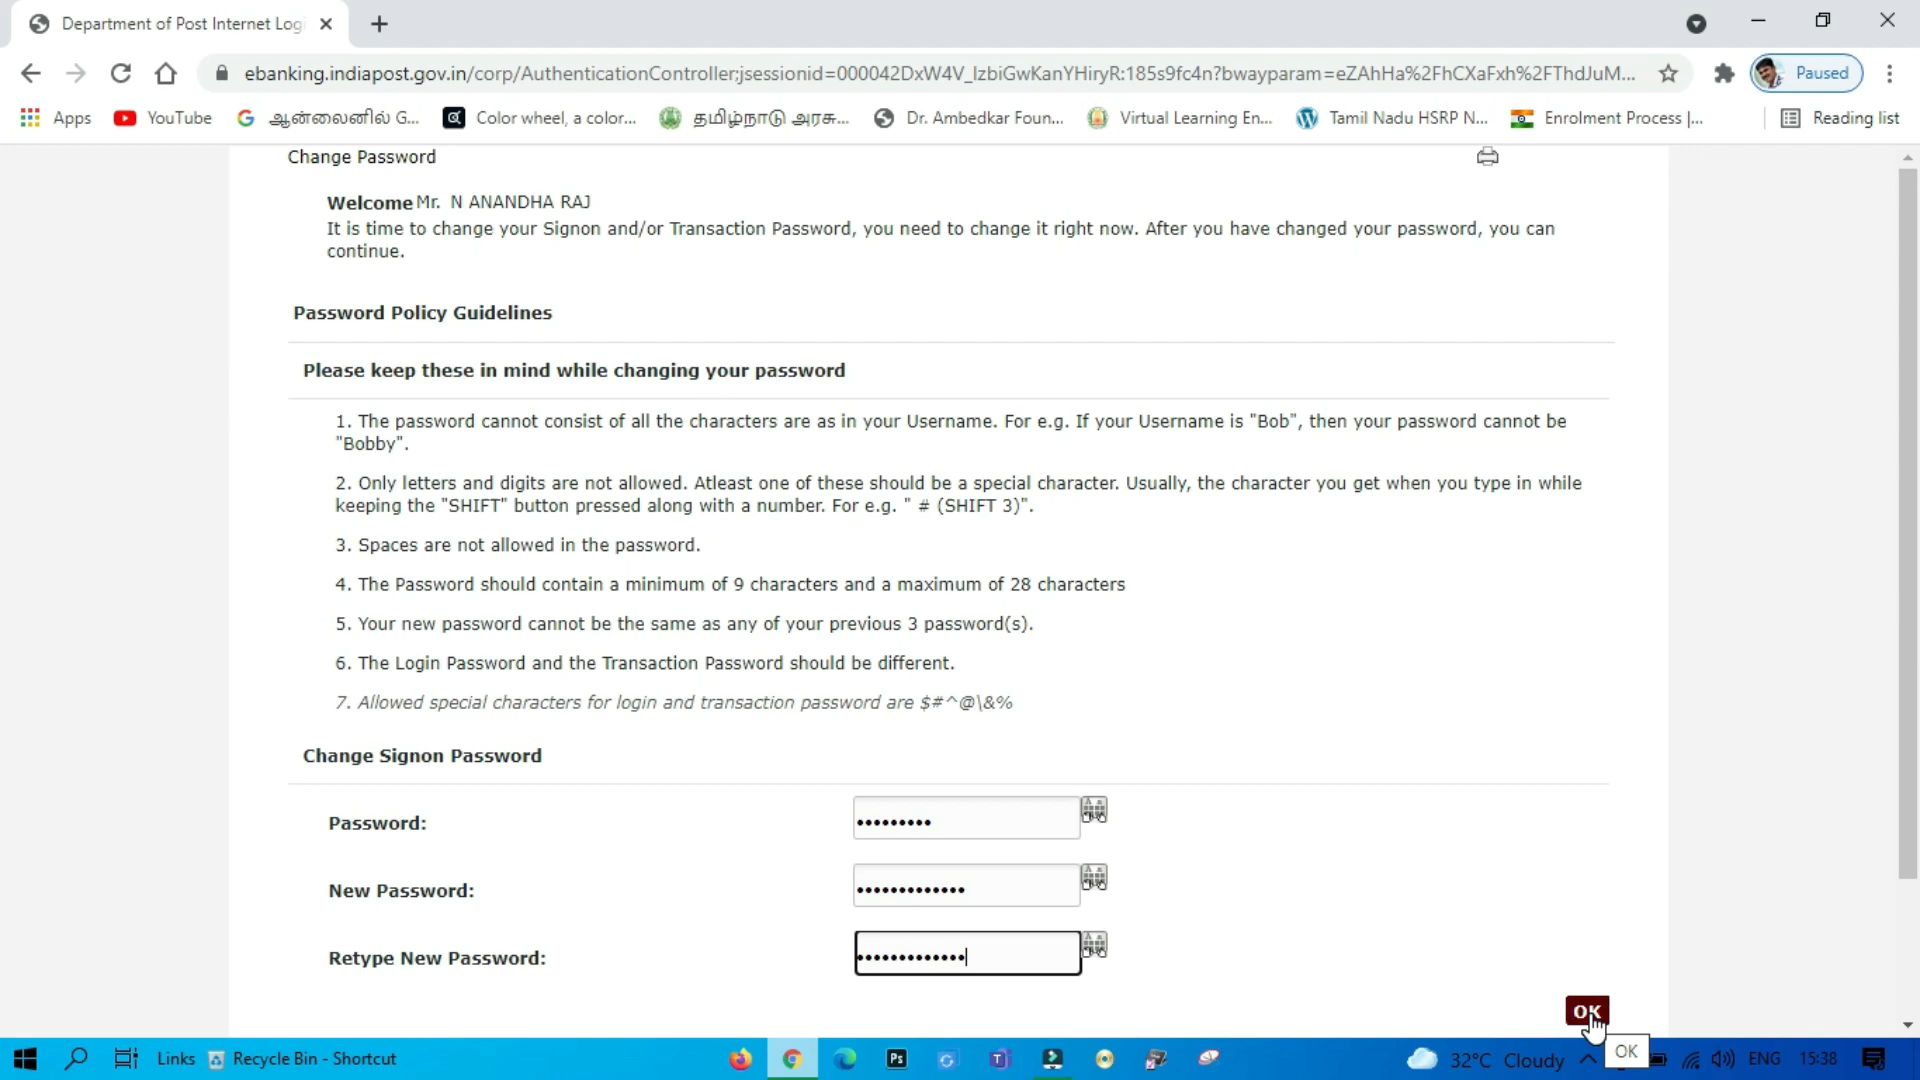 Department of Post Internet Logi
ebanking.indiapost.gov.in/corp/AuthenticationController;jsessionid=000042DxW4V_IzbiGwKanYHiryR:185s9fc4n?bwayparam=eZAhHa%2FhCXaFxh%2FThdJuM...
Paused
Apps
YouTube
ஆன்லைனில் G...
Color wheel, a color...
தமிழ்நாடு அரசு...
Dr. Ambedkar Foun...
Virtual Learning En...
Tamil Nadu HSRP N...
Enrolment Process |...
Reading list
Change Password
Welcome Mr. N ANANDHA RAJ
It is time to change your Signon and/or Transaction Password, you need to change it right now. After you have changed your password, you can
continue.
Password Policy Guidelines
Please keep these in mind while changing your password
1. The password cannot consist of all the characters are as in your Username. For e.g. If your Username is "Bob", then your password cannot be
"Bobby".
2. Only letters and digits are not allowed. Atleast one of these should be a special character. Usually, the character you get when you type in while
keeping the "SHIFT" button pressed along with a number. For e.g. " # (SHIFT 3)".
3. Spaces are not allowed in the password.
4. The Password should contain a minimum of 9 characters and a maximum of 28 characters
5. Your new password cannot be the same as any of your previous 3 password(s).
6. The Login Password and the Transaction Password should be different.
7. Allowed special characters for login and transaction password are $#^@\&%
Change Signon Password
Password:
New Password:
Retype New Password:
OK
OK
Links
Recycle Bin - Shortcut
Ps
32°C Cloudy
ENG
15:38